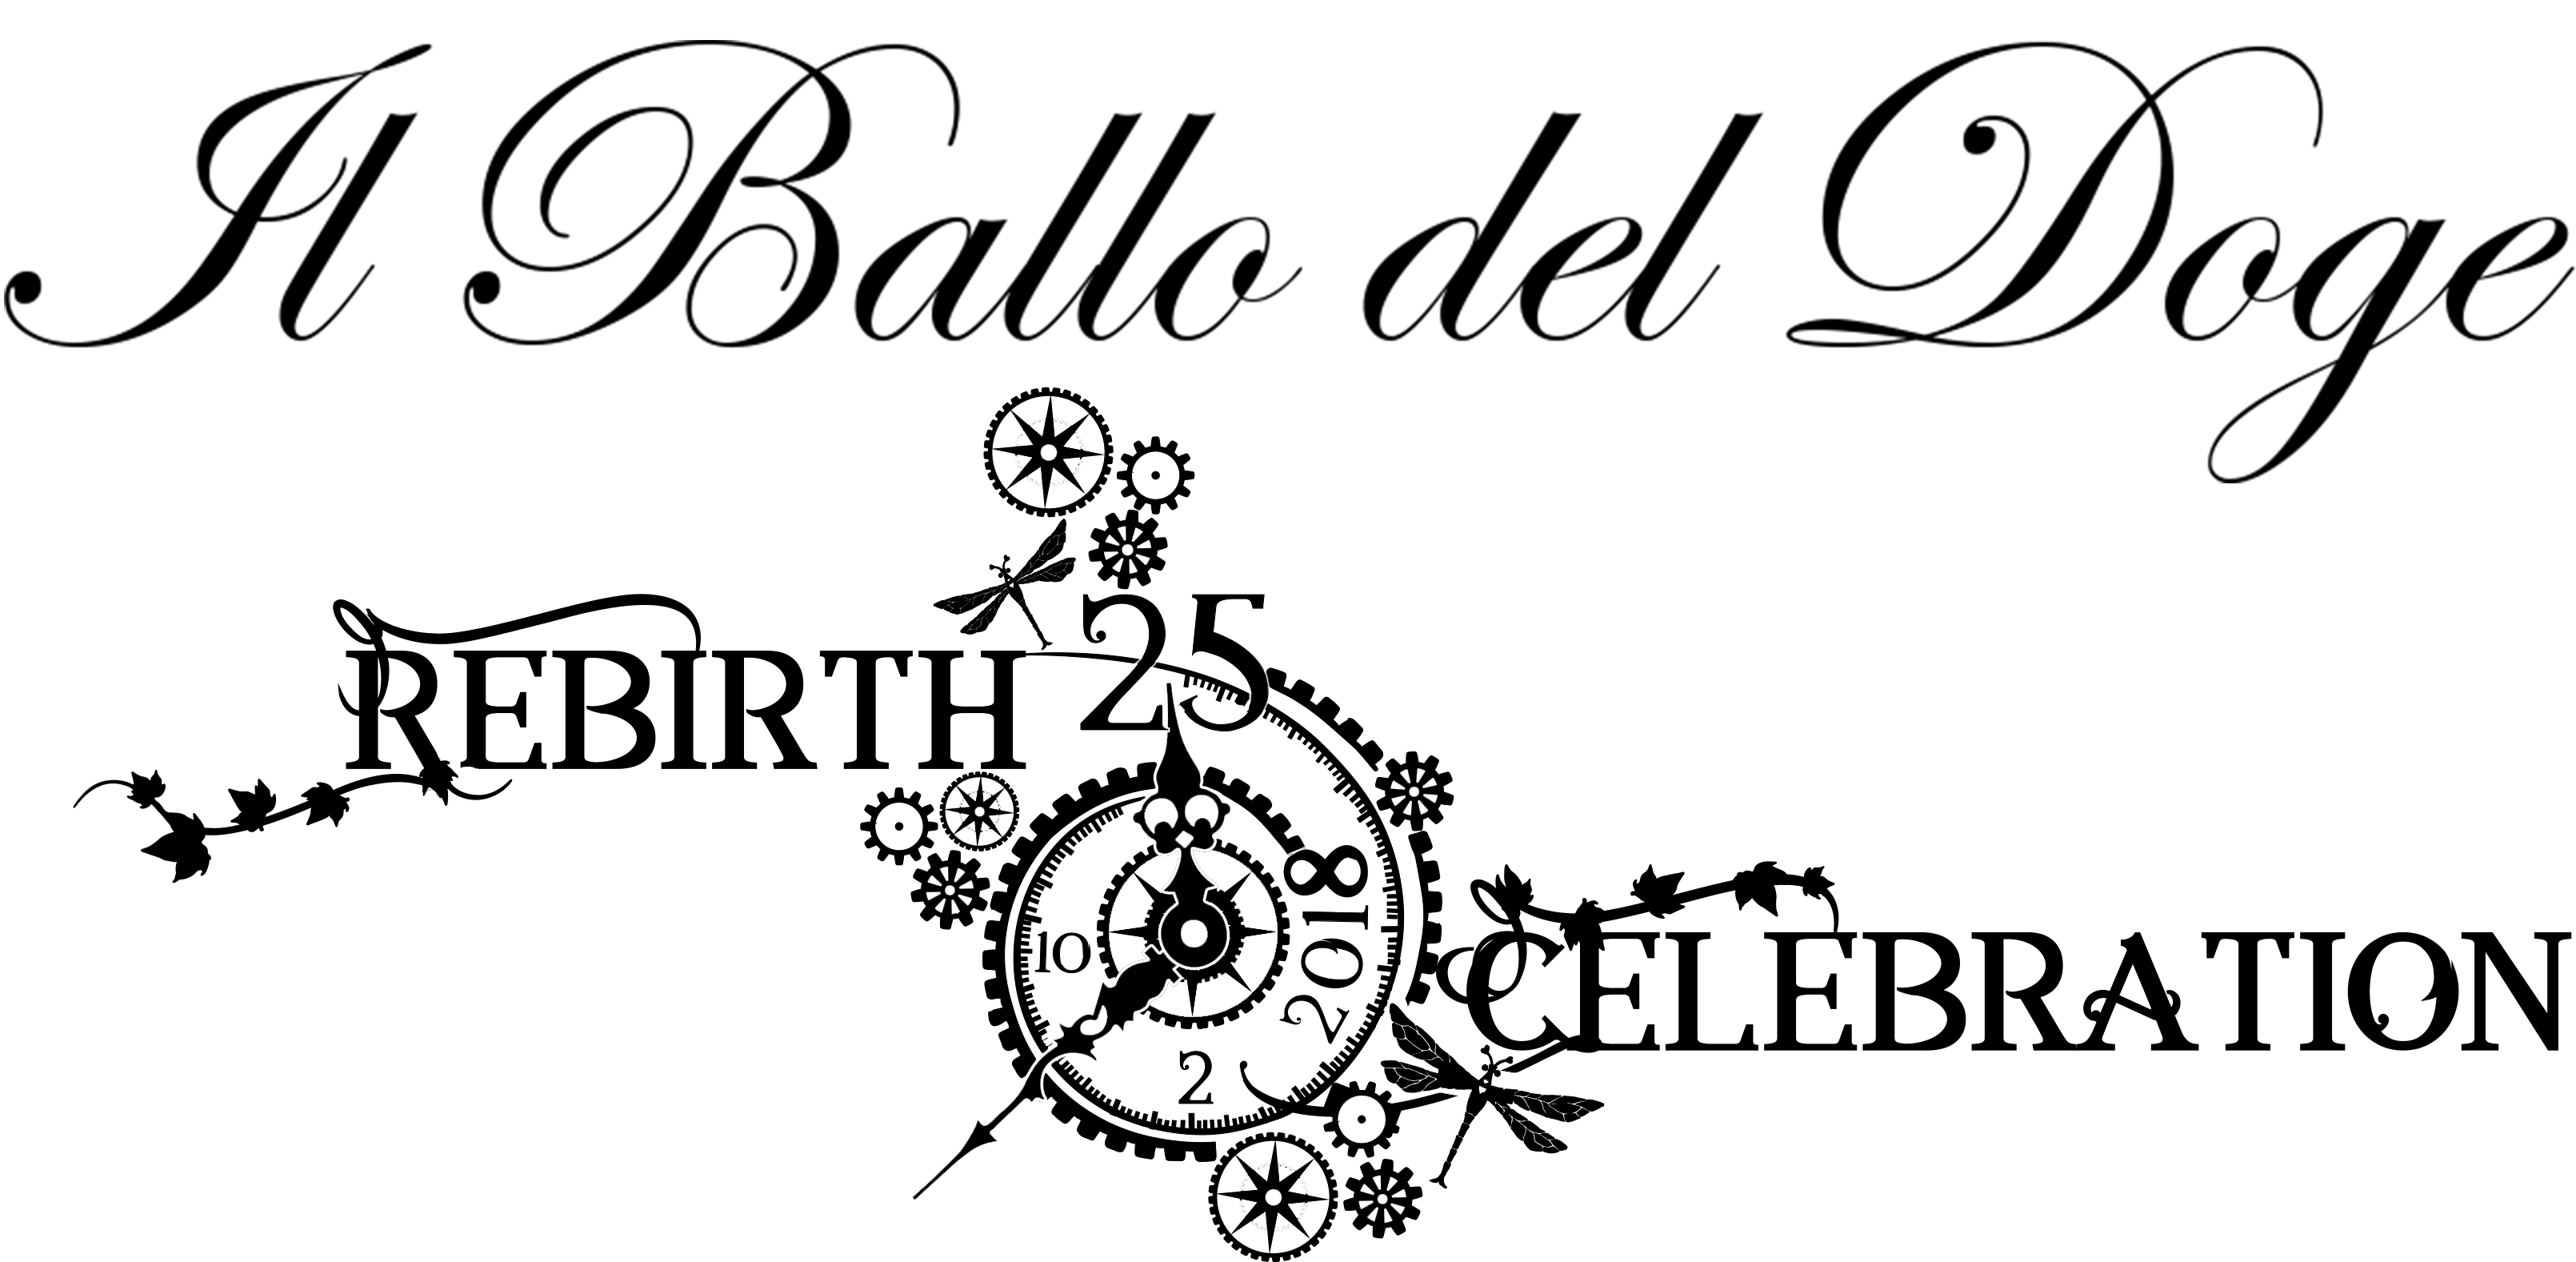 Il Ballo del Doge
REBIRTH 25
2018
10
2
CELEBRATION